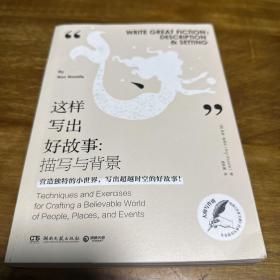 WRITE GREAT FICTION:
DESCRIPTION
& SETTING
By
Ron Rozelle
这样
写出
好故事:
描写与背景
营造独特的小世界，写出超越时空的好故事！
Techniques and Exercises
for Crafting a Believable World
of People, Places, and Events
湖南文艺出版社